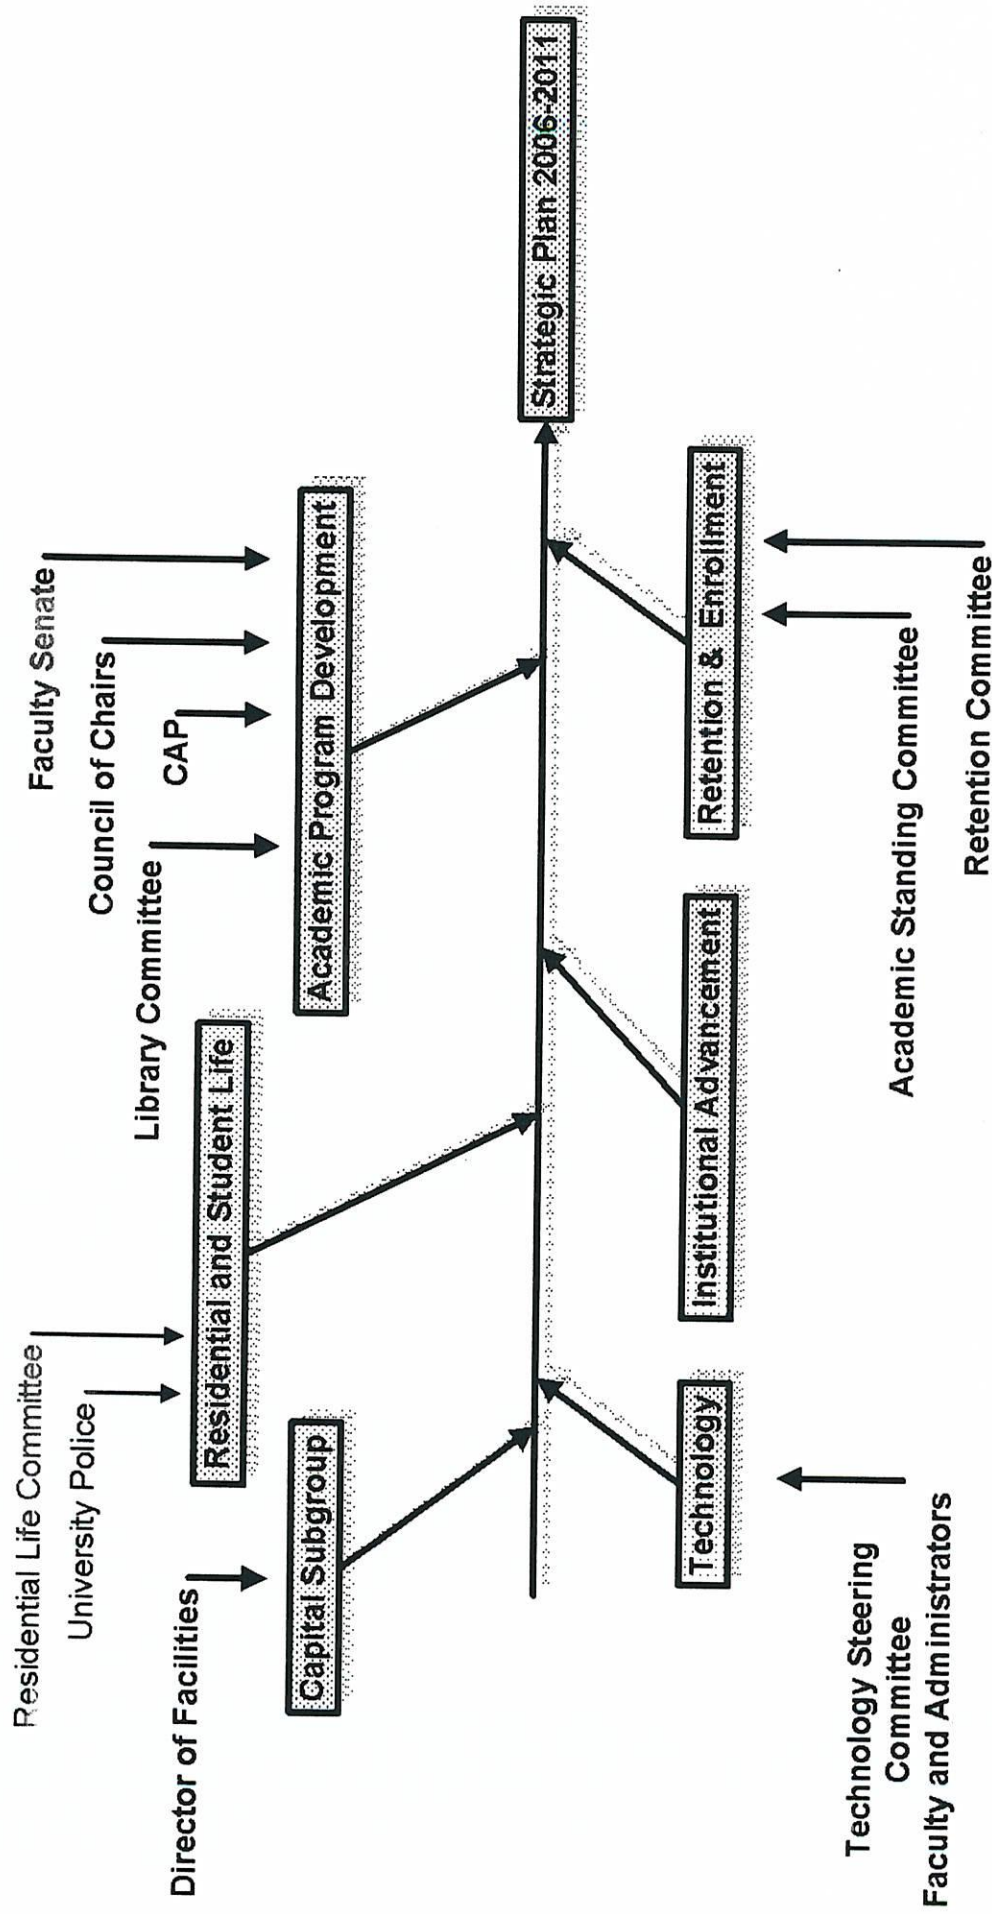 Residential Life Committee
University Police
Director of Facilities
Faculty Senate
Council of Chairs
CAP
Library Committee
Residential and Student Life
Capital Subgroup
Academic Program Development
Strategic Plan 2006-2011
Technology
Institutional Advancement
Retention & Enrollment
Technology Steering
Committee
Faculty and Administrators
Academic Standing Committee
Retention Committee